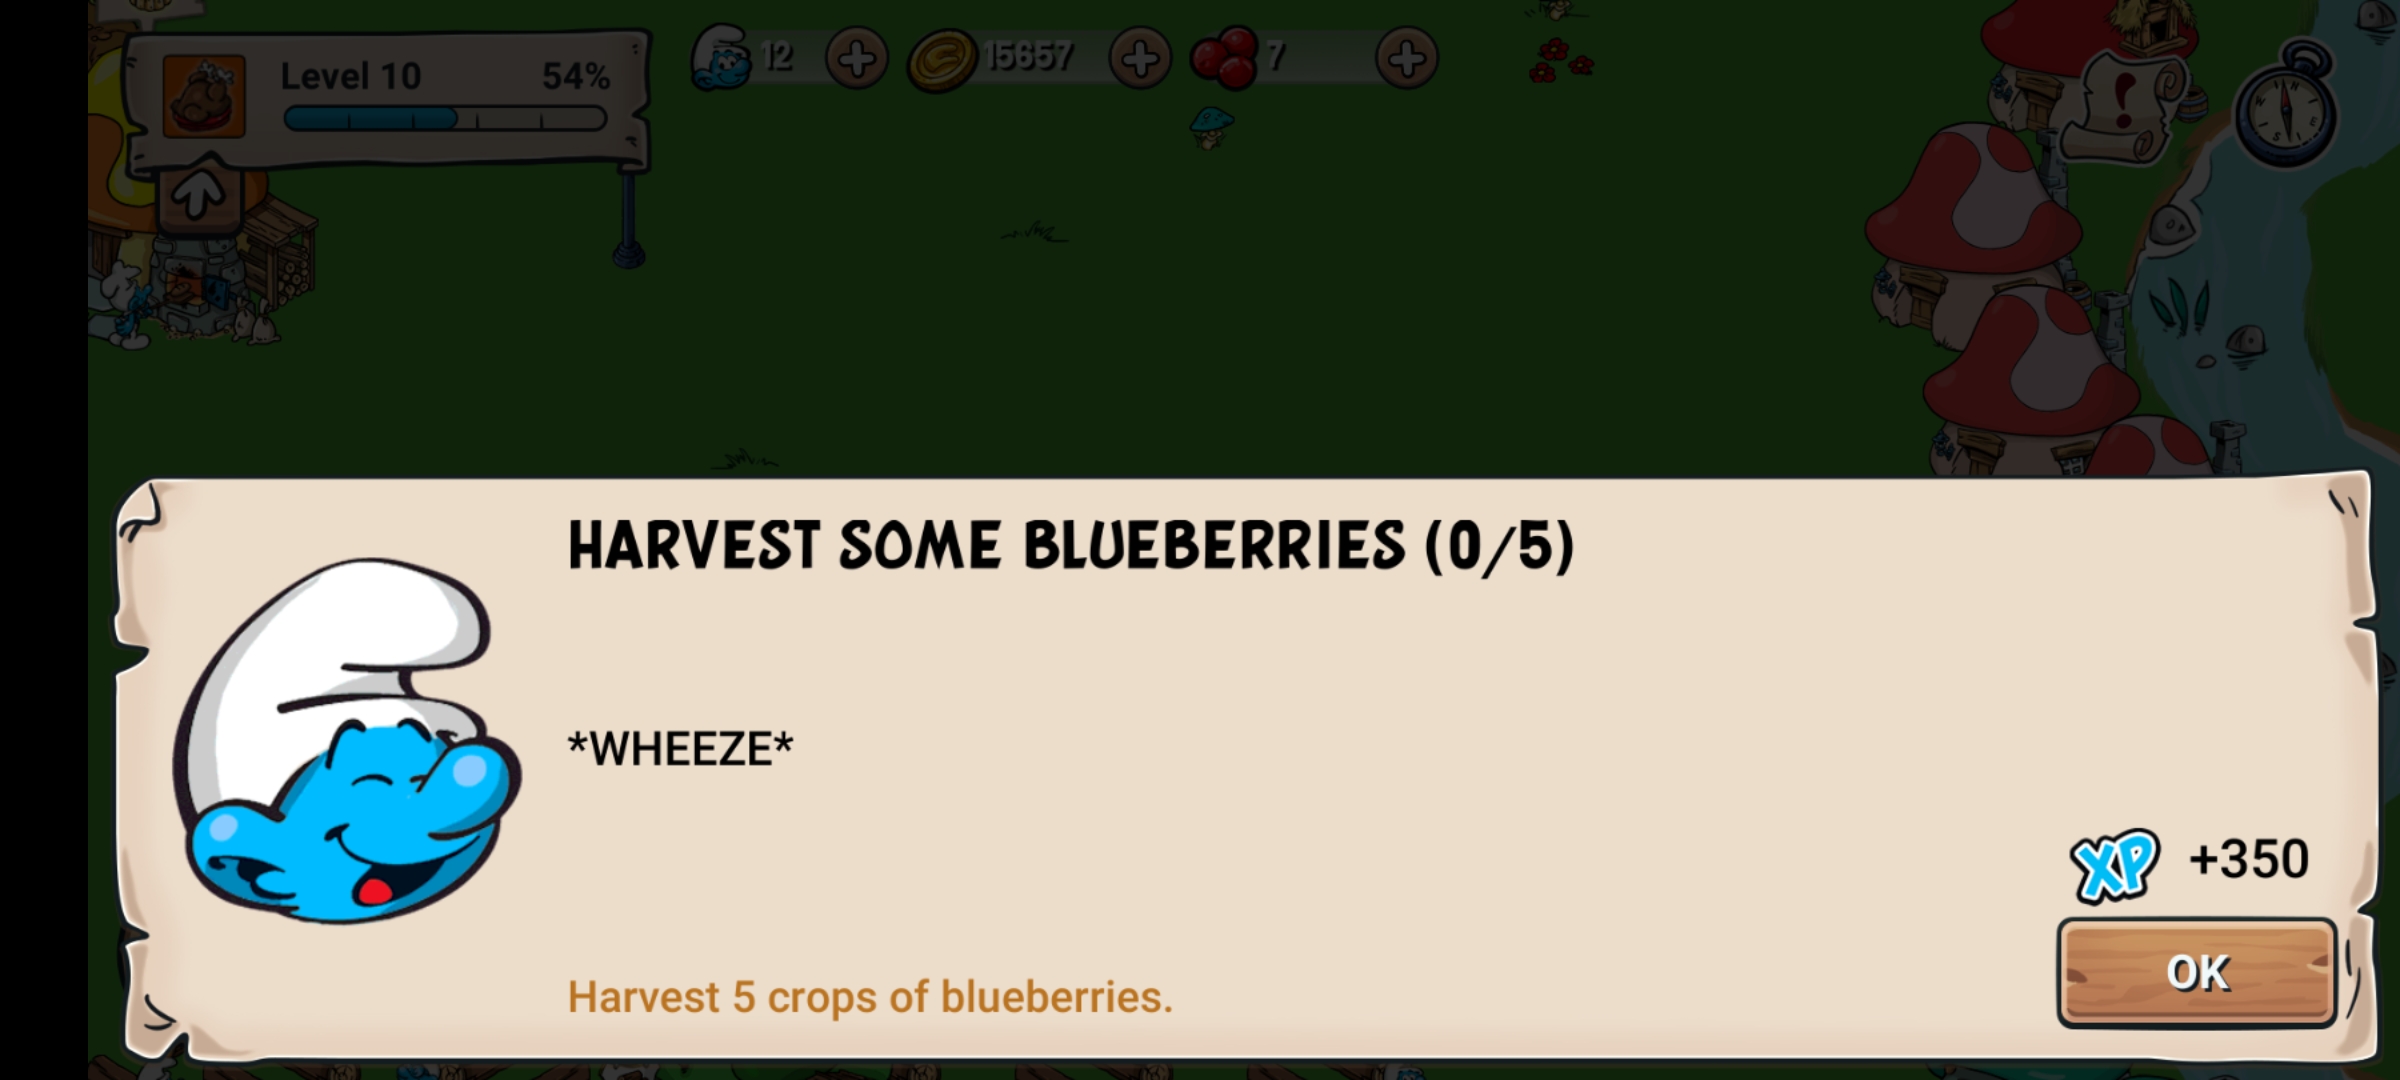 Level 10 54%
12 15657 7
HARVEST SOME BLUEBERRIES (0/5)
*WHEEZE*
XP +350
Harvest 5 crops of blueberries.
OK